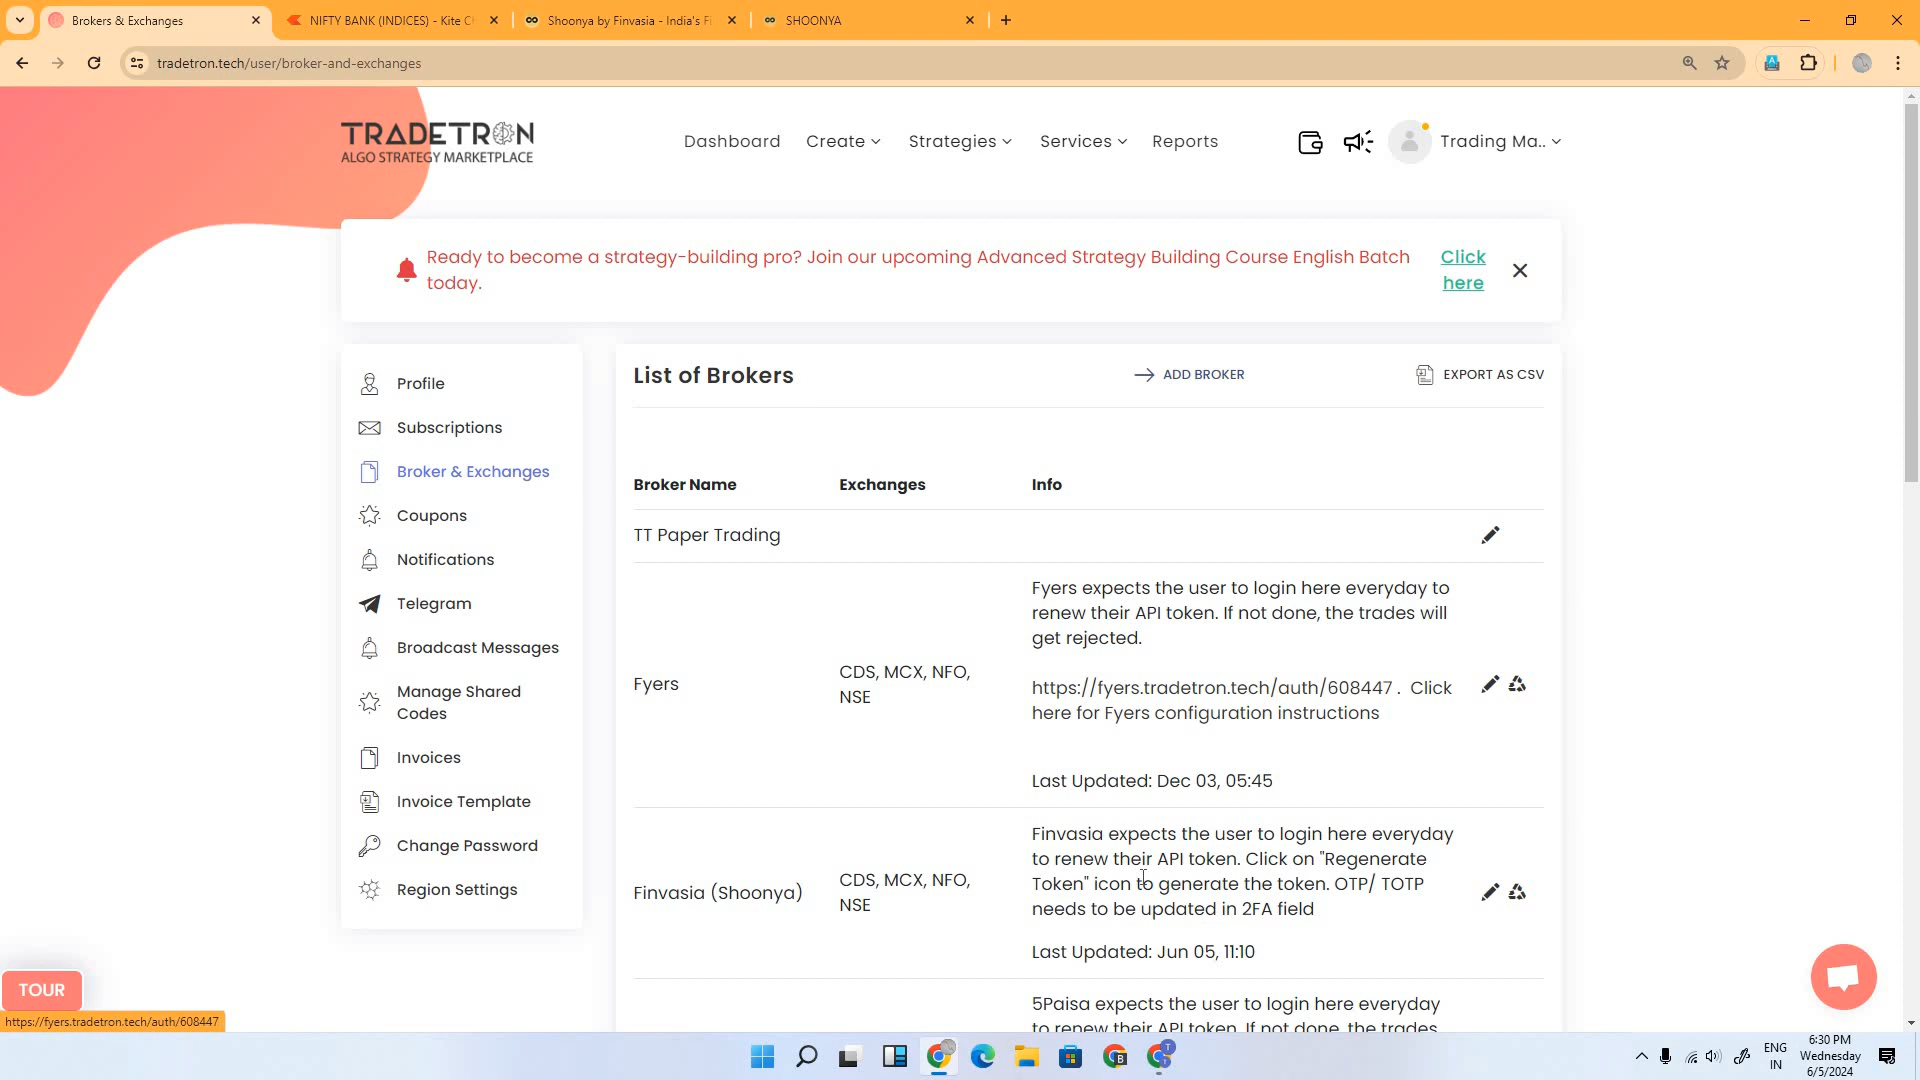 Brokers & Exchanges
NIFTY BANK (INDICES) - Kite C
Shoonya by Finvasia - India's F
SHOONYA
tradetron.tech/user/broker-and-exchanges
TRADETRON
ALGO STRATEGY MARKETPLACE
Dashboard
Create
Strategies
Services
Reports
Trading Ma..
Ready to become a strategy-building pro? Join our upcoming Advanced Strategy Building Course English Batch
today.
Click
here
Profile
Subscriptions
Broker & Exchanges
Coupons
Notifications
Telegram
Broadcast Messages
Manage Shared
Codes
Invoices
Invoice Template
Change Password
Region Settings
List of Brokers
ADD BROKER
EXPORT AS CSV
Broker Name
Exchanges
Info
TT Paper Trading
Fyers
CDS, MCX, NFO,
NSE
Fyers expects the user to login here everyday to
renew their API token. If not done, the trades will
get rejected.
https://fyers.tradetron.tech/auth/608447 . Click
here for Fyers configuration instructions
Last Updated: Dec 03, 05:45
Finvasia (Shoonya)
CDS, MCX, NFO,
NSE
Finvasia expects the user to login here everyday
to renew their API token. Click on "Regenerate
Token" icon to generate the token. OTP/ TOTP
needs to be updated in 2FA field
Last Updated: Jun 05, 11:10
5Paisa expects the user to login here everyday
to renew their API token. If not done, the trades
TOUR
https://fyers.tradetron.tech/auth/608447
ENG
IN
6:30 PM
Wednesday
6/5/2024